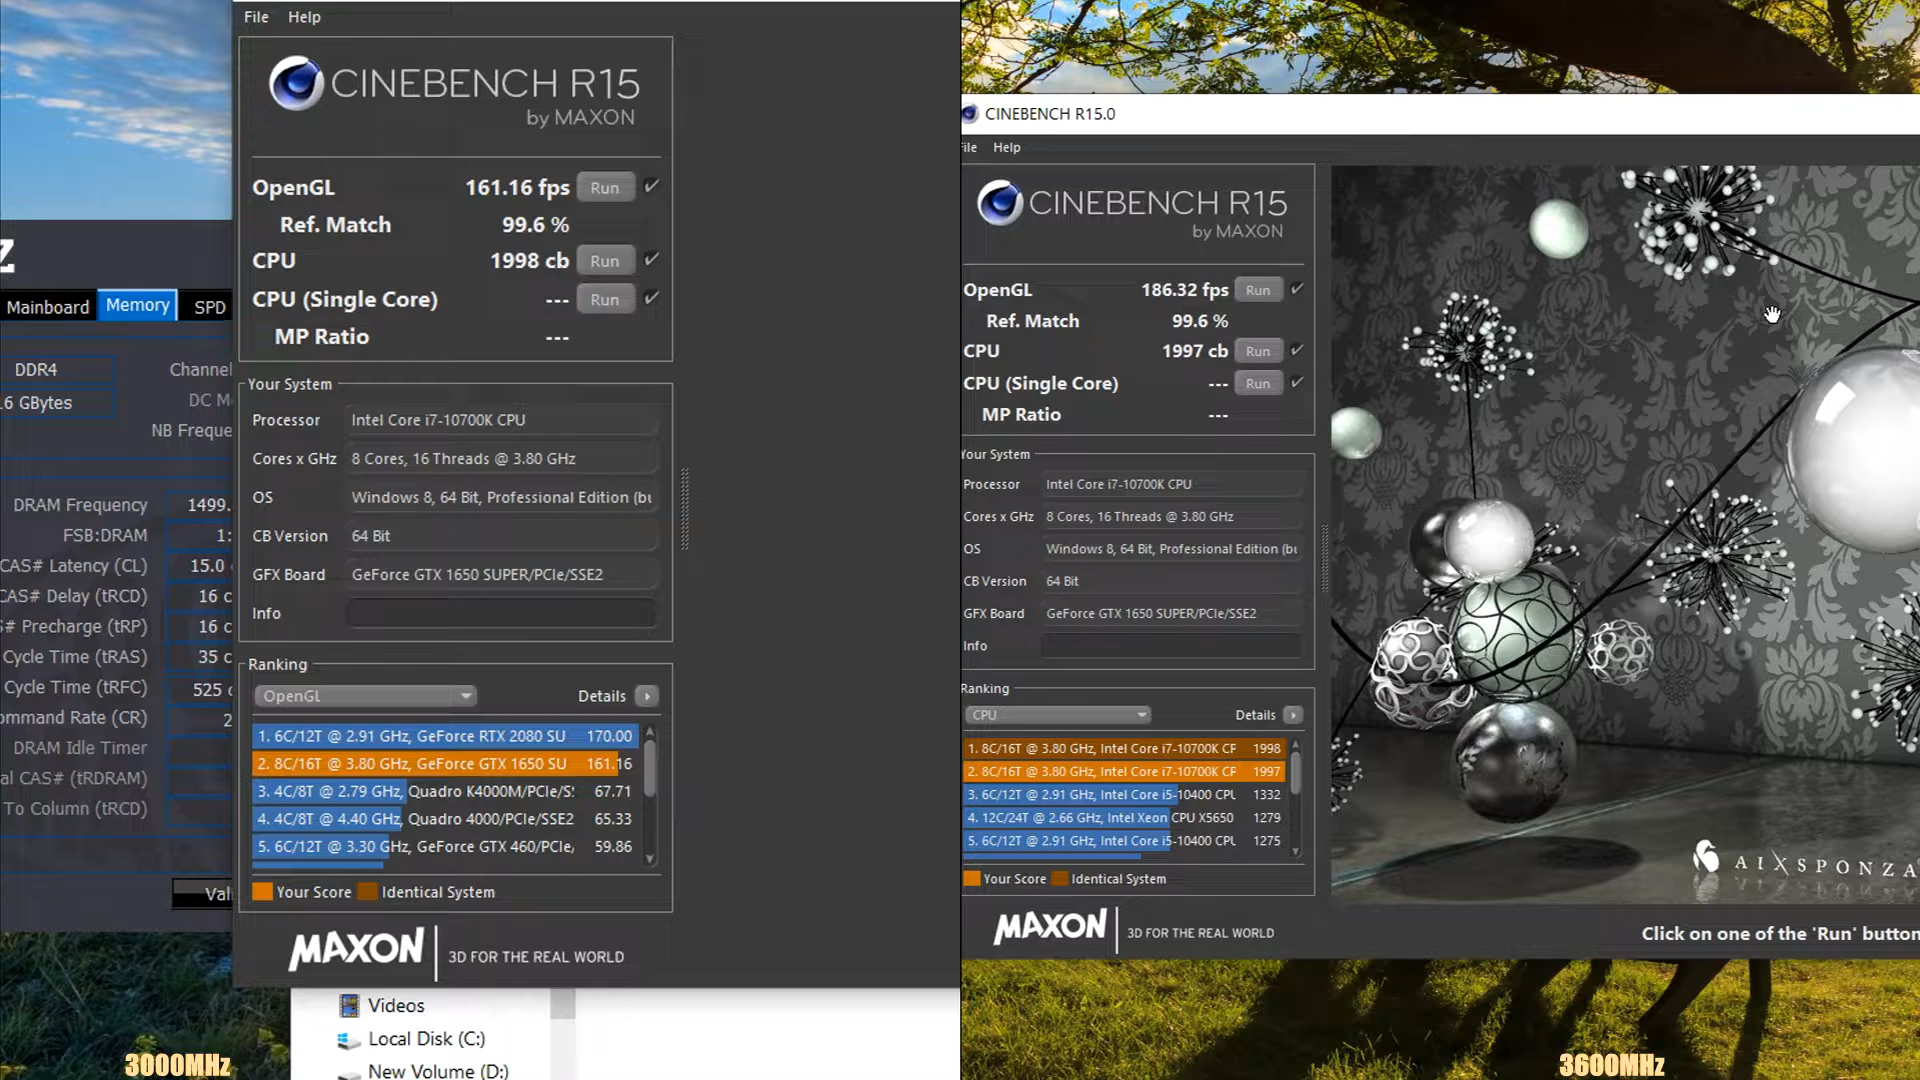 File Help
CINEBENCH R15
by MAXON
OpenGL 161.16 fps Run
Ref. Match 99.6 %
CPU 1998 cb Run
CPU (Single Core) --- Run
MP Ratio ---
Your System
Processor Intel Core i7-10700K CPU
Cores x GHz 8 Cores, 16 Threads @ 3.80 GHz
OS Windows 8, 64 Bit, Professional Edition (bu
CB Version 64 Bit
GFX Board GeForce GTX 1650 SUPER/PCIe/SSE2
Info
Ranking
OpenGL Details
1. 6C/12T @ 2.91 GHz, GeForce RTX 2080 SU 170.00
2. 8C/16T @ 3.80 GHz, GeForce GTX 1650 SU 161.16
3. 4C/8T @ 2.79 GHz, Quadro K4000M/PCIe/S: 67.71
4. 4C/8T @ 4.40 GHz, Quadro 4000/PCIe/SSE2 65.33
5. 6C/12T @ 3.30 GHz, GeForce GTX 460/PCIe, 59.86
Your Score Identical System
MAXON 3D FOR THE REAL WORLD
Z
Mainboard Memory SPD
DDR4 Channel
6 GBytes DC M
NB Freque
DRAM Frequency 1499.
FSB:DRAM 1:
CAS# Latency (CL) 15.0
CAS# Delay (tRCD) 16 c
# Precharge (tRP) 16 c
Cycle Time (tRAS) 35 c
Cycle Time (tRFC) 525 c
ommand Rate (CR) 2
DRAM Idle Timer
al CAS# (tRDRAM)
To Column (tRCD)
Vali
Videos
Local Disk (C:)
New Volume (D:)
3000MHz
CINEBENCH R15.0
ile Help
CINEBENCH R15
by MAXON
OpenGL 186.32 fps Run
Ref. Match 99.6 %
CPU 1997 cb Run
CPU (Single Core) --- Run
MP Ratio ---
Your System
Processor Intel Core i7-10700K CPU
Cores x GHz 8 Cores, 16 Threads @ 3.80 GHz
OS Windows 8, 64 Bit, Professional Edition (bu
CB Version 64 Bit
GFX Board GeForce GTX 1650 SUPER/PCIe/SSE2
Info
Ranking
CPU Details
1. 8C/16T @ 3.80 GHz, Intel Core i7-10700K CF 1998
2. 8C/16T @ 3.80 GHz, Intel Core i7-10700K CF 1997
3. 6C/12T @ 2.91 GHz, Intel Core i5-10400 CPU 1332
4. 12C/24T @ 2.66 GHz, Intel Xeon CPU X5650 1279
5. 6C/12T @ 2.91 GHz, Intel Core i5-10400 CPU 1275
Your Score Identical System
MAXON 3D FOR THE REAL WORLD
AIXSPONZA
Click on one of the 'Run' button
3600MHz